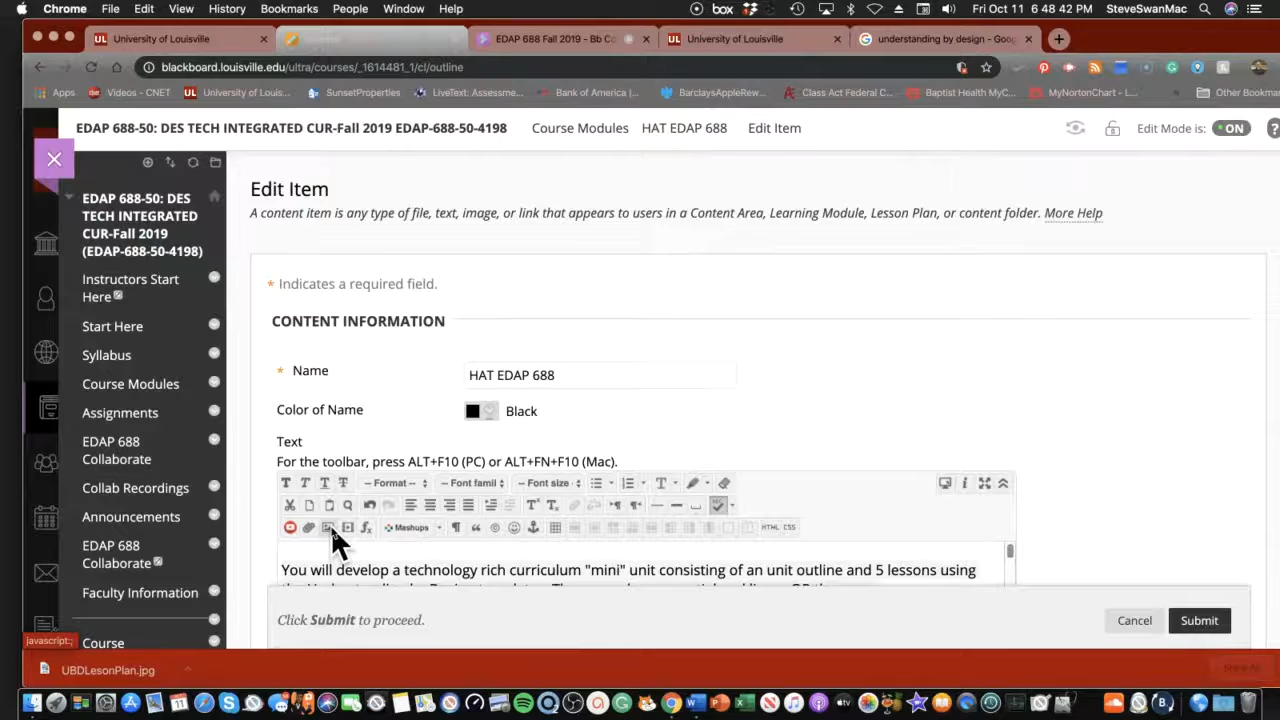 Chrome File Edit View History Bookmarks People Window Help box Fri Oct 11 6:48:42 PM SteveSwanMac
University of Louisville EDAP 688 Fall 2019 - Bb Co University of Louisville understanding by design - Goog
blackboard.louisville.edu/ultra/courses/_1614481_1/cl/outline
Apps Videos - CNET University of Louis... SunsetProperties LiveText: Assessme... Bank of America |... BarclaysAppleRew... Class Act Federal C... Baptist Health MyC... MyNortonChart - L... Other Bookmar
EDAP 688-50: DES TECH INTEGRATED CUR-Fall 2019 EDAP-688-50-4198 Course Modules HAT EDAP 688 Edit Item Edit Mode is: ON ?
EDAP 688-50: DES
TECH INTEGRATED
CUR-Fall 2019
(EDAP-688-50-4198)
Instructors Start
Here
Start Here
Syllabus
Course Modules
Assignments
EDAP 688
Collaborate
Collab Recordings
Announcements
EDAP 688
Collaborate
Faculty Information
Course
javascript:;
Edit Item
A content item is any type of file, text, image, or link that appears to users in a Content Area, Learning Module, Lesson Plan, or content folder. More Help
* Indicates a required field.
CONTENT INFORMATION
* Name HAT EDAP 688
Color of Name Black
Text
For the toolbar, press ALT+F10 (PC) or ALT+FN+F10 (Mac).
T T T T -- Format -- -- Font famil -- Font size - T
Mashups HTML CSS
You will develop a technology rich curriculum "mini" unit consisting of an unit outline and 5 lessons using
Click Submit to proceed. Cancel Submit
UBDLesonPlan.jpg Show All